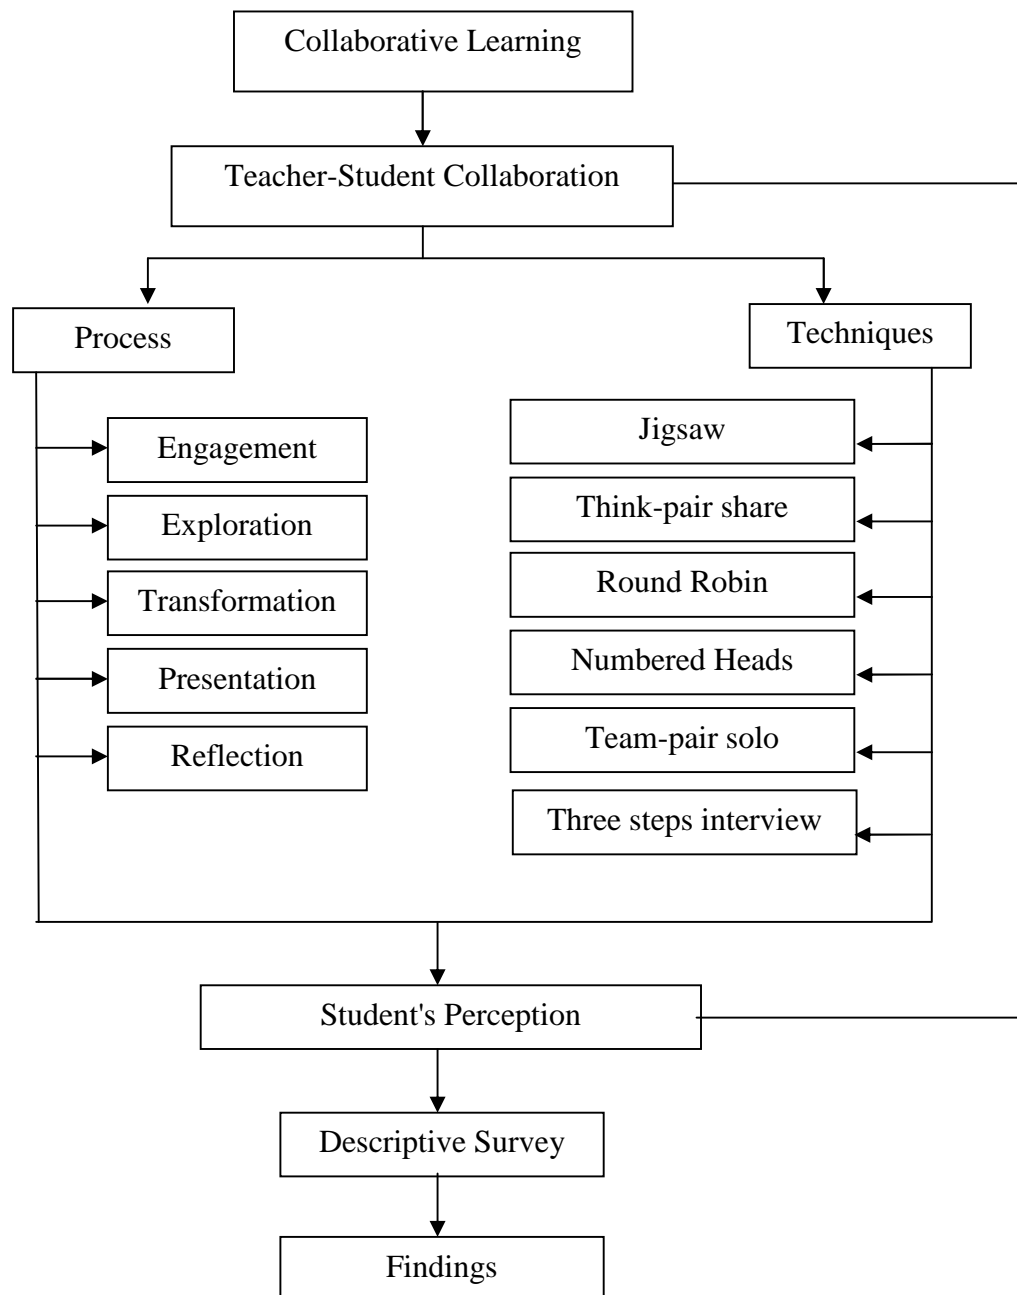 Collaborative Learning
Teacher-Student Collaboration
Process
Techniques
Engagement
Exploration
Transformation
Presentation
Reflection
Jigsaw
Think-pair share
Round Robin
Numbered Heads
Team-pair solo
Three steps interview
Student's Perception
Descriptive Survey
Findings